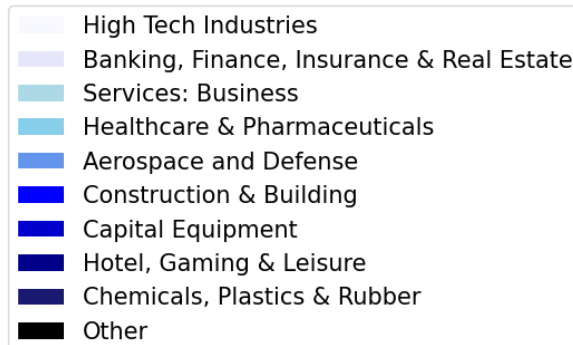 High Tech Industries
Banking, Finance, Insurance & Real Estate
Services: Business
Healthcare & Pharmaceuticals
Aerospace and Defense
Construction & Building
Capital Equipment
Hotel, Gaming & Leisure
Chemicals, Plastics & Rubber
Other